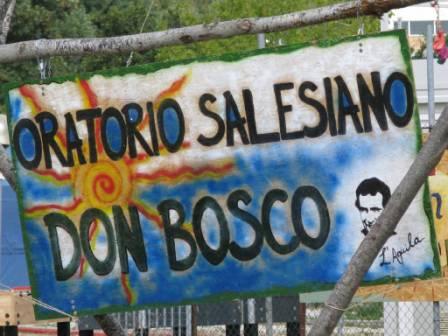 ORATORIO SALESIANO
DON BOSCO
L'Aquila